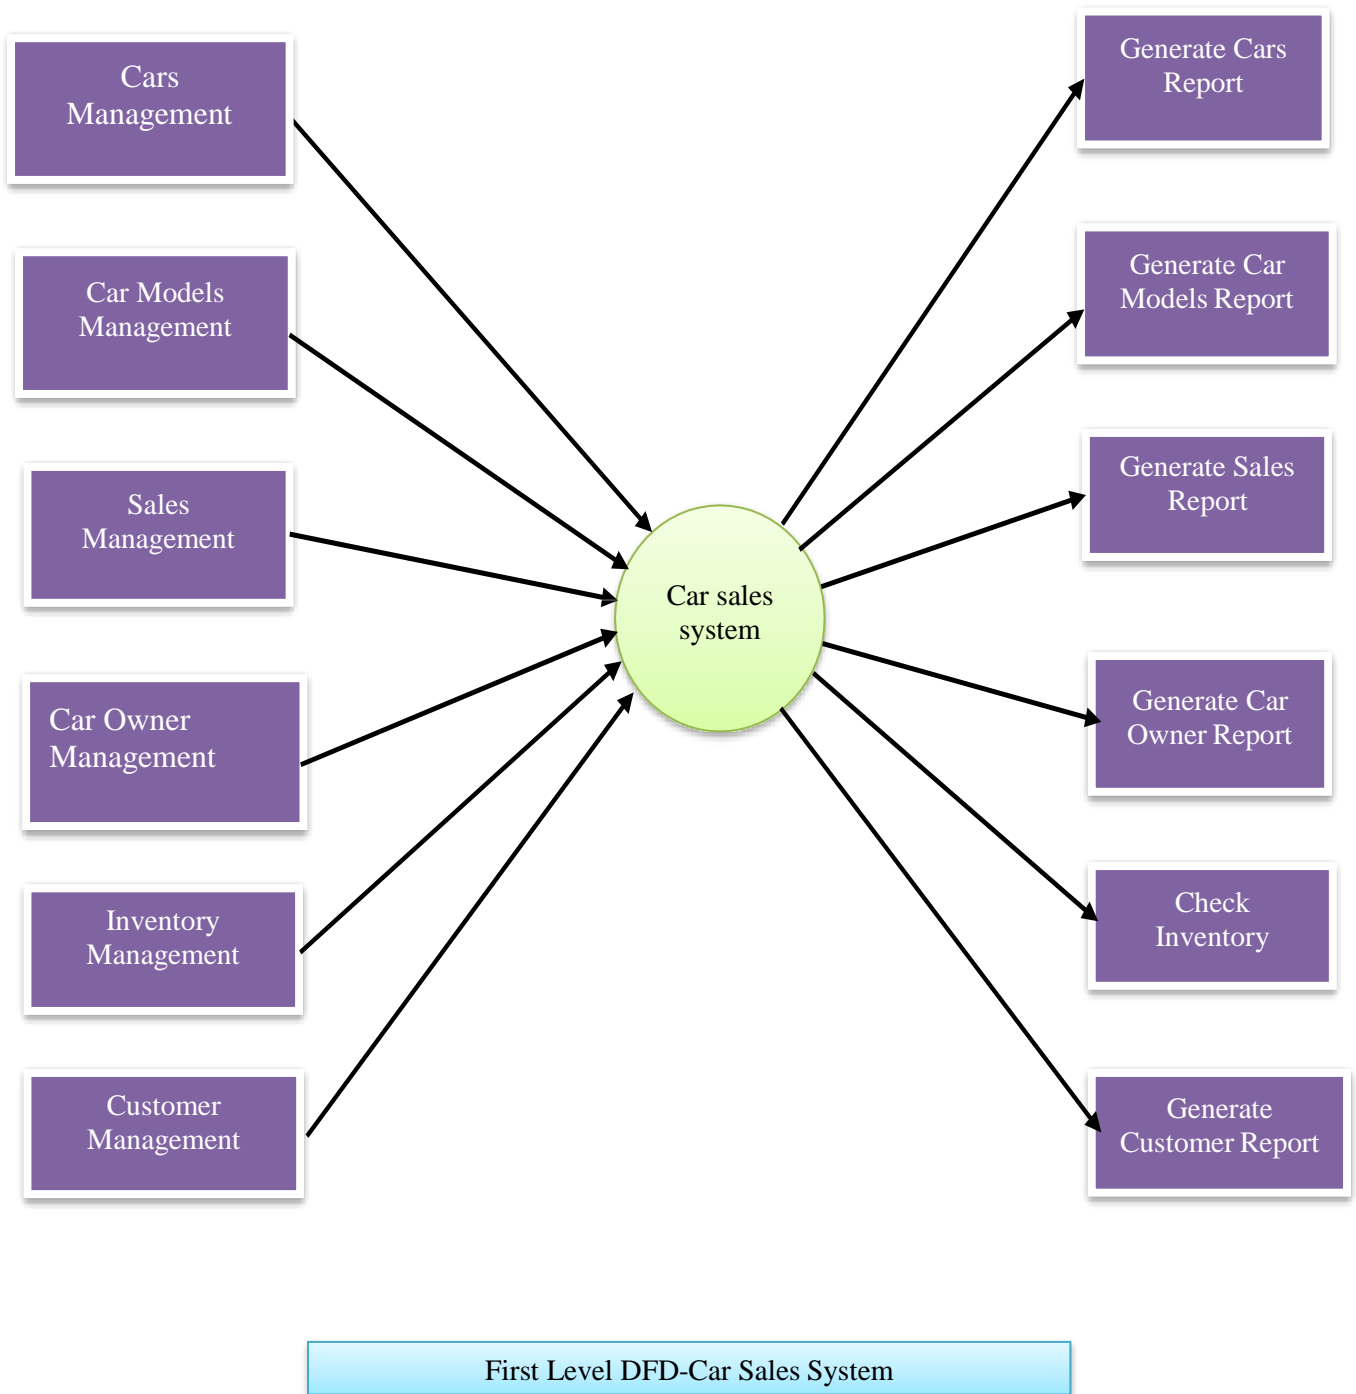 Cars
Management
Car Models
Management
Sales
Management
Car Owner
Management
Inventory
Management
Customer
Management
Car sales
system
Generate Cars
Report
Generate Car
Models Report
Generate Sales
Report
Generate Car
Owner Report
Check
Inventory
Generate
Customer Report
First Level DFD-Car Sales System